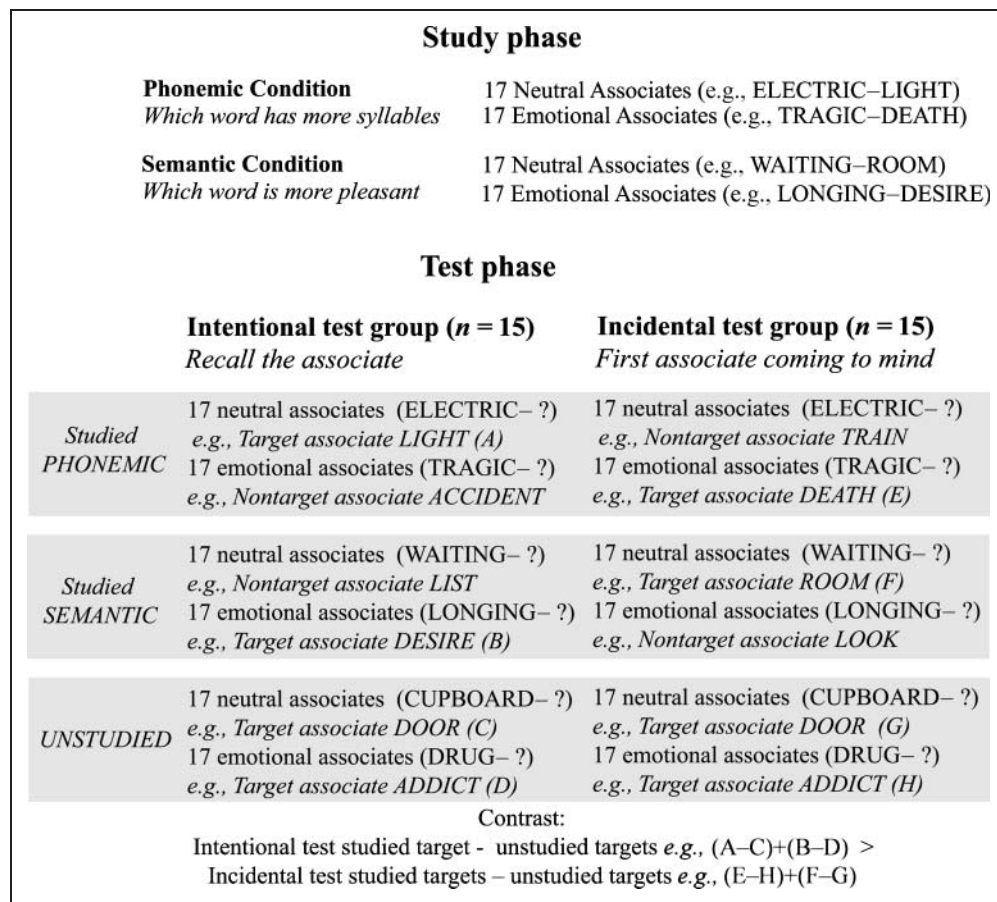 Study phase
Phonemic Condition 17 Neutral Associates (e.g., ELECTRIC–LIGHT)
Which word has more syllables 17 Emotional Associates (e.g., TRAGIC–DEATH)
Semantic Condition 17 Neutral Associates (e.g., WAITING–ROOM)
Which word is more pleasant 17 Emotional Associates (e.g., LONGING–DESIRE)
Test phase
Intentional test group (n = 15) Incidental test group (n = 15)
Recall the associate First associate coming to mind
17 neutral associates (ELECTRIC– ?) 17 neutral associates (ELECTRIC– ?)
Studied e.g., Target associate LIGHT (A) e.g., Nontarget associate TRAIN
PHONEMIC 17 emotional associates (TRAGIC– ?) 17 emotional associates (TRAGIC– ?)
e.g., Nontarget associate ACCIDENT e.g., Target associate DEATH (E)
17 neutral associates (WAITING– ?) 17 neutral associates (WAITING– ?)
Studied e.g., Nontarget associate LIST e.g., Target associate ROOM (F)
SEMANTIC 17 emotional associates (LONGING– ?) 17 emotional associates (LONGING– ?)
e.g., Target associate DESIRE (B) e.g., Nontarget associate LOOK
17 neutral associates (CUPBOARD– ?) 17 neutral associates (CUPBOARD– ?)
UNSTUDIED e.g., Target associate DOOR (C) e.g., Target associate DOOR (G)
17 emotional associates (DRUG– ?) 17 emotional associates (DRUG– ?)
e.g., Target associate ADDICT (D) e.g., Target associate ADDICT (H)
Contrast:
Intentional test studied target - unstudied targets e.g., (A–C)+(B–D) >
Incidental test studied targets – unstudied targets e.g., (E–H)+(F–G)